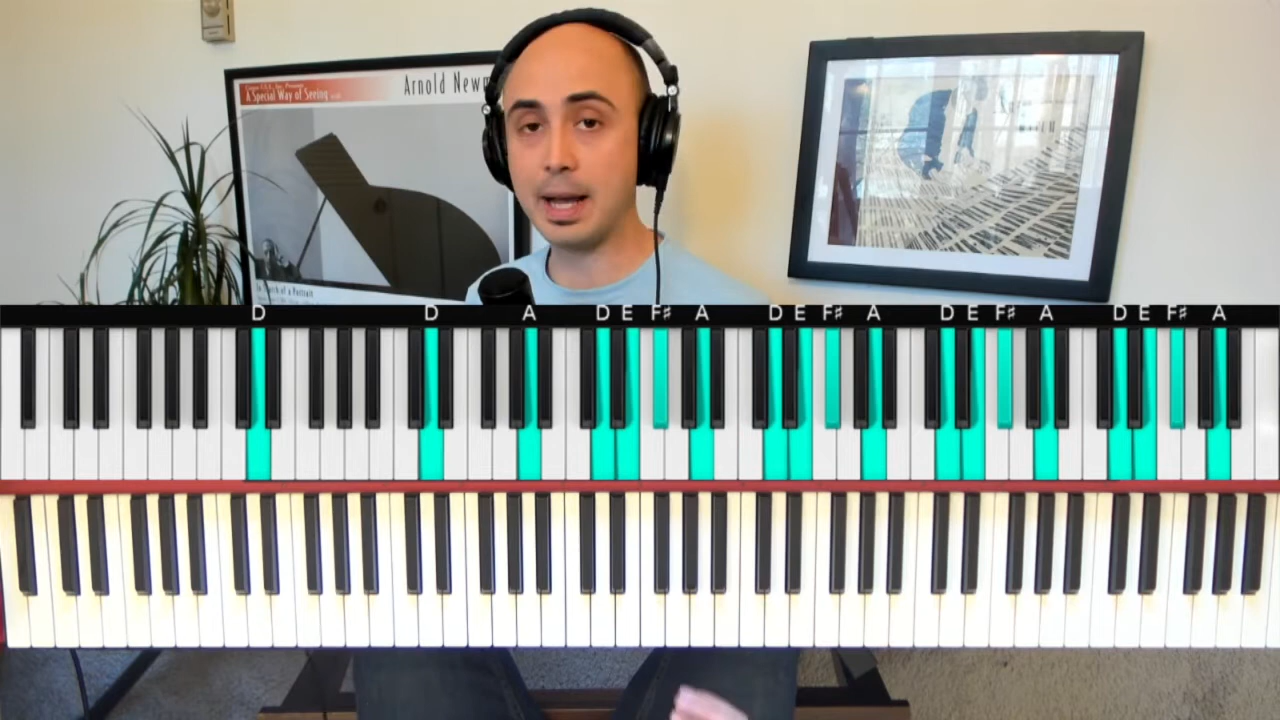 A Special Way of Seeing
Arnold Newm
D D A D E F♯ A D E F♯ A D E F♯ A D E F♯ A